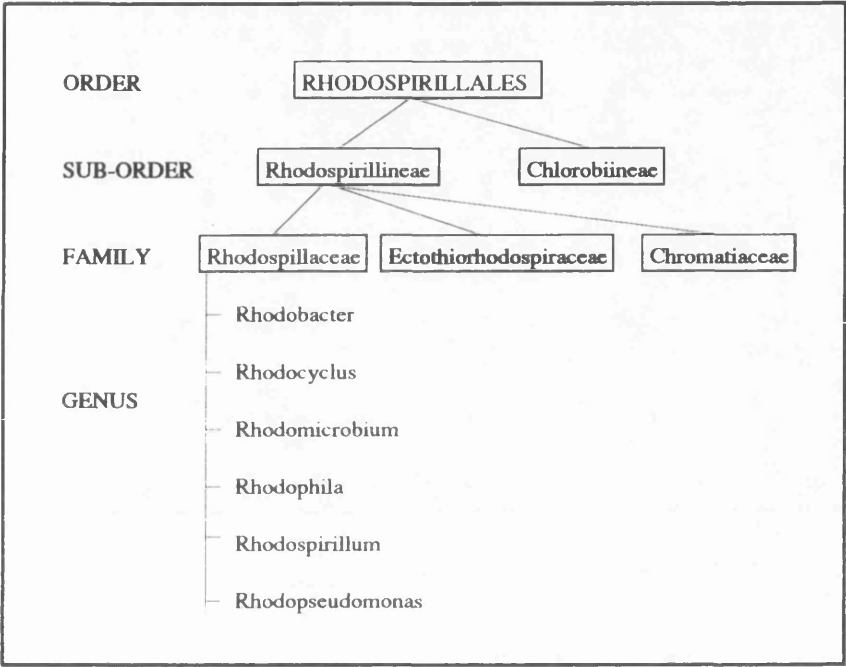 ORDER RHODOSPIRILLALES
SUB-ORDER Rhodospirillineae Chlorobiineae
FAMILY Rhodospillaceae Ectothiorhodospiraceae Chromatiaceae
Rhodobacter
Rhodocyclus
GENUS
Rhodomicrobium
Rhodophila
Rhodospirillum
Rhodopseudomonas